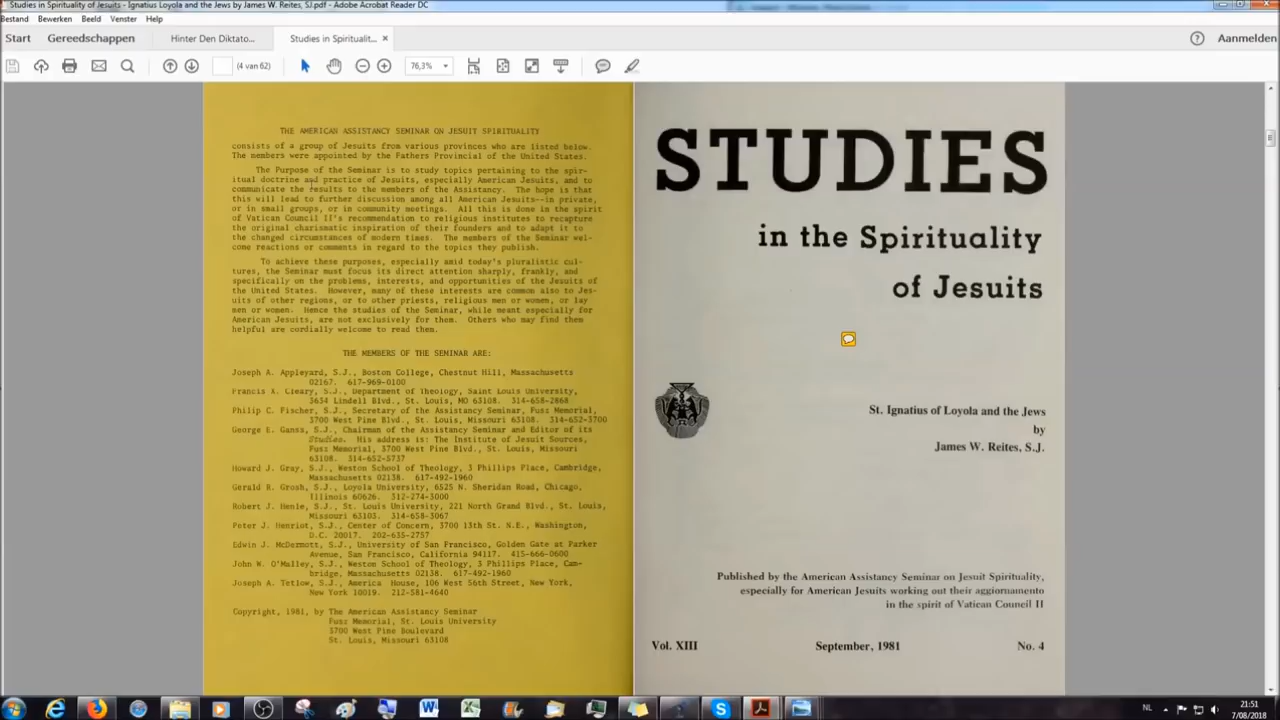 Studies in Spirituality of Jesuits - Ignatius Loyola and the Jews by James W. Reites, SJ.pdf - Adobe Acrobat Reader DC
Bestand Bewerken Beeld Venster Help
Start Gereedschappen Hinter Den Diktato... Studies in Spiritualit... ×
Aanmelden
(4 van 62) 76,3%
THE AMERICAN ASSISTANCY SEMINAR ON JESUIT SPIRITUALITY
consists of a group of Jesuits from various provinces who are listed below.
The members were appointed by the Fathers Provincial of the United States.
The Purpose of the Seminar is to study topics pertaining to the spir-
itual doctrine and practice of Jesuits, especially American Jesuits, and to
communicate the results to the members of the Assistancy. The hope is that
this will lead to further discussion among all American Jesuits--in private,
or in small groups, or in community meetings. All this is done in the spirit
of Vatican Council II's recommendation to religious institutes to recapture
the original charismatic inspiration of their founders and to adapt it to
the changed circumstances of modern times. The members of the Seminar wel-
come reactions or comments in regard to the topics they publish.
To achieve these purposes, especially amid today's pluralistic cul-
tures, the Seminar must focus its direct attention sharply, frankly, and
specifically on the problems, interests, and opportunities of the Jesuits of
the United States. However, many of these interests are common also to Jes-
uits of other regions, or to other priests, religious men or women, or lay
men or women. Hence the studies of the Seminar, while meant especially for
American Jesuits, are not exclusively for them. Others who may find them
helpful are cordially welcome to read them.
THE MEMBERS OF THE SEMINAR ARE:
Joseph A. Appleyard, S.J., Boston College, Chestnut Hill, Massachusetts
02167. 617-969-0100
Francis X. Cleary, S.J., Department of Theology, Saint Louis University,
3634 Lindell Blvd., St. Louis, MO 63108. 314-658-2868
Philip C. Fischer, S.J., Secretary of the Assistancy Seminar, Fusz Memorial,
3700 West Pine Blvd., St. Louis, Missouri 63108. 314-652-3700
George E. Ganss, S.J., Chairman of the Assistancy Seminar and Editor of its
Studies. His address is: The Institute of Jesuit Sources,
Fusz Memorial, 3700 West Pine Blvd., St. Louis, Missouri
63108. 314-652-5737
Howard J. Gray, S.J., Weston School of Theology, 3 Phillips Place, Cambridge,
Massachusetts 02138. 617-492-1960
Gerald R. Grosh, S.J., Loyola University, 6525 N. Sheridan Road, Chicago,
Illinois 60626. 312-274-3000
Robert J. Henle, S.J., St. Louis University, 221 North Grand Blvd., St. Louis,
Missouri 63103. 314-658-3067
Peter J. Henriot, S.J., Center of Concern, 3700 13th St. N.E., Washington,
D.C. 20017. 202-635-2757
Edwin J. McDermott, S.J., University of San Francisco, Golden Gate at Parker
Avenue, San Francisco, California 94117. 415-666-0600
John W. O'Malley, S.J., Weston School of Theology, 3 Phillips Place, Cam-
bridge, Massachusetts 02138. 617-492-1960
Joseph A. Tetlow, S.J., America House, 106 West 56th Street, New York,
New York 10019. 212-581-4640
Copyright, 1981, by The American Assistancy Seminar
Fusz Memorial, St. Louis University
3700 West Pine Boulevard
St. Louis, Missouri 63108
STUDIES
in the Spirituality
of Jesuits
St. Ignatius of Loyola and the Jews
by
James W. Reites, S.J.
Published by the American Assistancy Seminar on Jesuit Spirituality,
especially for American Jesuits working out their aggiornamento
in the spirit of Vatican Council II
Vol. XIII September, 1981 No. 4
NL 21:51
7/08/2018